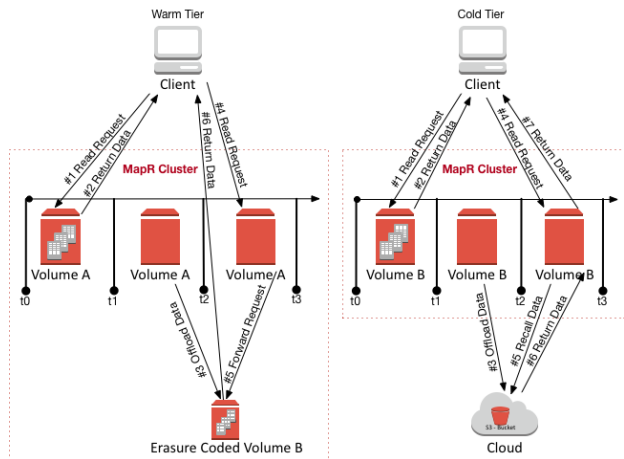 Warm Tier
Client
#1 Read Request
#2 Return Data
#6 Return Data
#4 Read Request
MapR Cluster
Volume A
Volume A
Volume A
t0
t1
t2
t3
#3 Offload Data
#5 Forward Request
Erasure Coded Volume B
Cold Tier
Client
#1 Read Request
#2 Return Data
#4 Read Request
#7 Return Data
MapR Cluster
Volume B
Volume B
Volume B
t0
t1
t2
t3
#3 Offload Data
#5 Recall Data
#6 Return Data
S3 - Bucket
Cloud